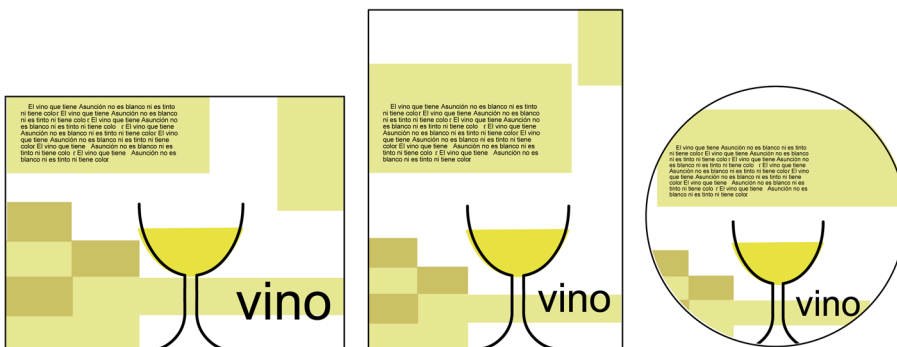 El vino que tiene Asunción no es blanco ni es tinto
ni tiene color El vino que tiene Asunción no es blanco
ni es tinto ni tiene colo r El vino que tiene Asunción no
es blanco ni es tinto ni tiene colo r El vino que tiene
Asunción no es blanco ni es tinto ni tiene color El vino
que tiene Asunción no es blanco ni es tinto ni tiene
color El vino que tiene Asunción no es blanco ni es
tinto ni tiene colo r El vino que tiene Asunción no es
blanco ni es tinto ni tiene color
vino
El vino que tiene Asunción no es blanco ni es tinto
ni tiene color El vino que tiene Asunción no es blanco
ni es tinto ni tiene colo r El vino que tiene Asunción no
es blanco ni es tinto ni tiene colo r El vino que tiene
Asunción no es blanco ni es tinto ni tiene color El vino
que tiene Asunción no es blanco ni es tinto ni tiene
color El vino que tiene Asunción no es blanco ni es
tinto ni tiene colo r El vino que tiene Asunción no es
blanco ni es tinto ni tiene color
vino
El vino que tiene Asunción no es blanco ni es tinto
ni tiene color El vino que tiene Asunción no es blanco
ni es tinto ni tiene colo r El vino que tiene Asunción no
es blanco ni es tinto ni tiene colo r El vino que tiene
Asunción no es blanco ni es tinto ni tiene color El vino
que tiene Asunción no es blanco ni es tinto ni tiene
color El vino que tiene Asunción no es blanco ni es
tinto ni tiene colo r El vino que tiene Asunción no es
blanco ni es tinto ni tiene color
vino